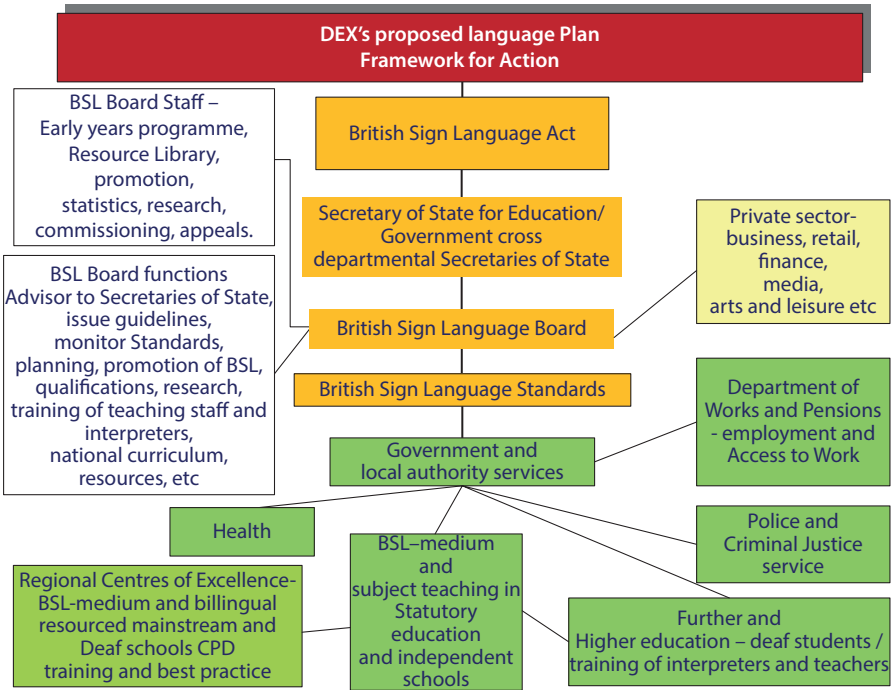 DEX's proposed language Plan
Framework for Action
BSL Board Staff –
Early years programme,
Resource Library,
promotion,
statistics, research,
commissioning, appeals.
British Sign Language Act
Secretary of State for Education/
Government cross
departmental Secretaries of State
Private sector-
business, retail,
finance,
media,
arts and leisure etc
BSL Board functions
Advisor to Secretaries of State,
issue guidelines,
monitor Standards,
planning, promotion of BSL,
qualifications, research,
training of teaching staff and
interpreters,
national curriculum,
resources, etc
British Sign Language Board
British Sign Language Standards
Government and
local authority services
Department of
Works and Pensions
- employment and
Access to Work
Health
Police and
Criminal Justice
service
BSL–medium
and
subject teaching in
Statutory
education
and independent
schools
Regional Centres of Excellence-
BSL-medium and billingual
resourced mainstream and
Deaf schools CPD
training and best practice
Further and
Higher education – deaf students /
training of interpreters and teachers